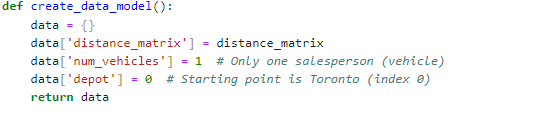 def create_data_model():
    data = {}
    data['distance_matrix'] = distance_matrix
    data['num_vehicles'] = 1  # Only one salesperson (vehicle)
    data['depot'] = 0  # Starting point is Toronto (index 0)
    return data